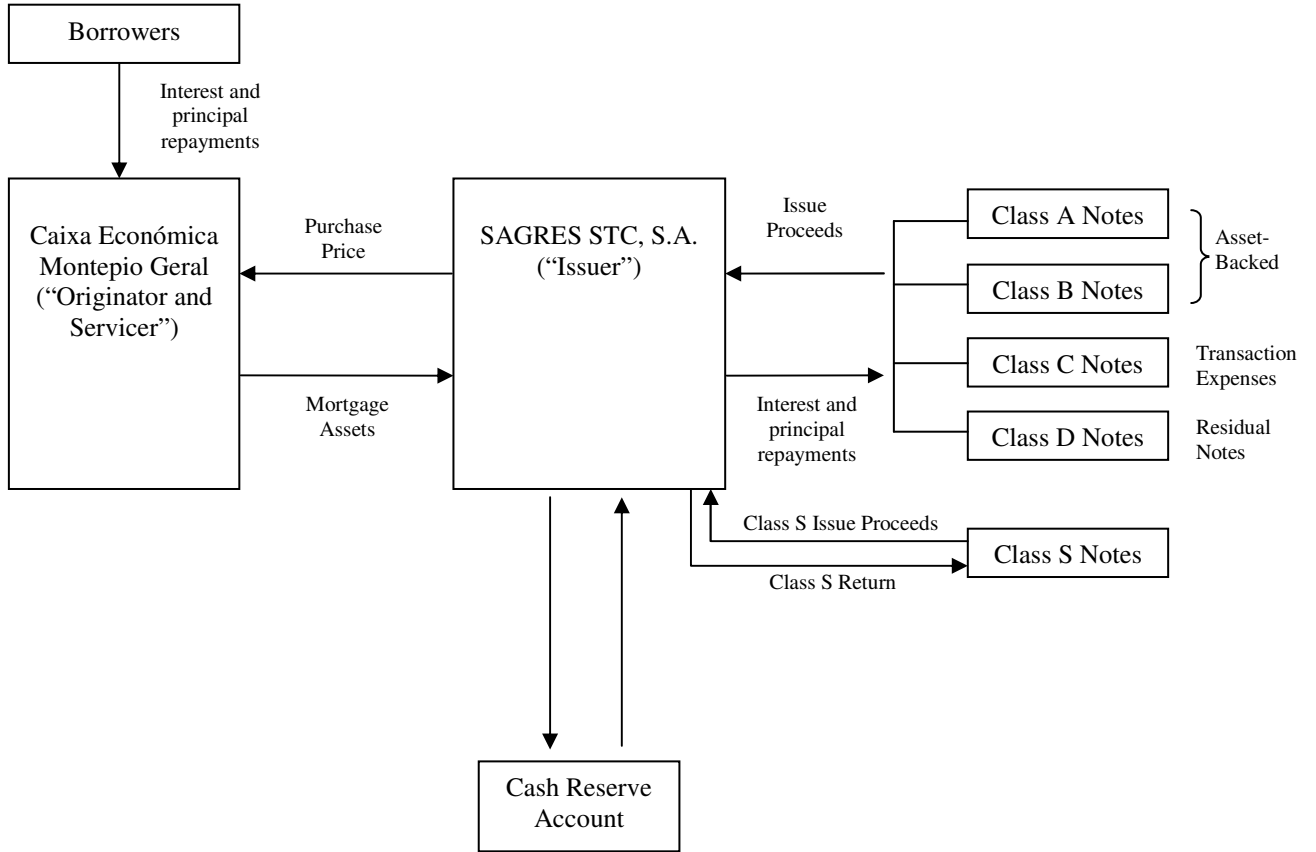 Borrowers
Interest and
principal
repayments
Caixa Económica
Montepio Geral
(“Originator and
Servicer”)
Purchase
Price
Mortgage
Assets
SAGRES STC, S.A.
(“Issuer”)
Issue
Proceeds
Interest and
principal
repayments
Class A Notes
Class B Notes
Asset-
Backed
Class C Notes
Transaction
Expenses
Class D Notes
Residual
Notes
Class S Issue Proceeds
Class S Return
Class S Notes
Cash Reserve
Account